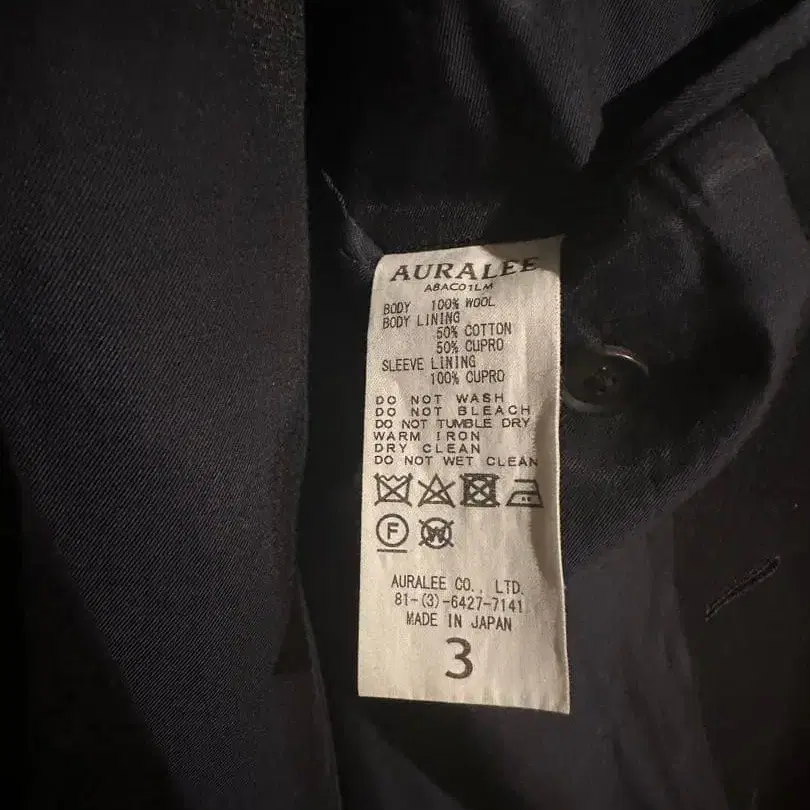 AURALEE
A8AC01LM
BODY 100% WOOL
BODY LINING
50% COTTON
50% CUPRO
SLEEVE LINING
100% CUPRO
DO NOT WASH
DO NOT BLEACH
DO NOT TUMBLE DRY
WARM IRON
DRY CLEAN
DO NOT WET CLEAN
F W
AURALEE CO., LTD.
81-(3)-6427-7141
MADE IN JAPAN
3